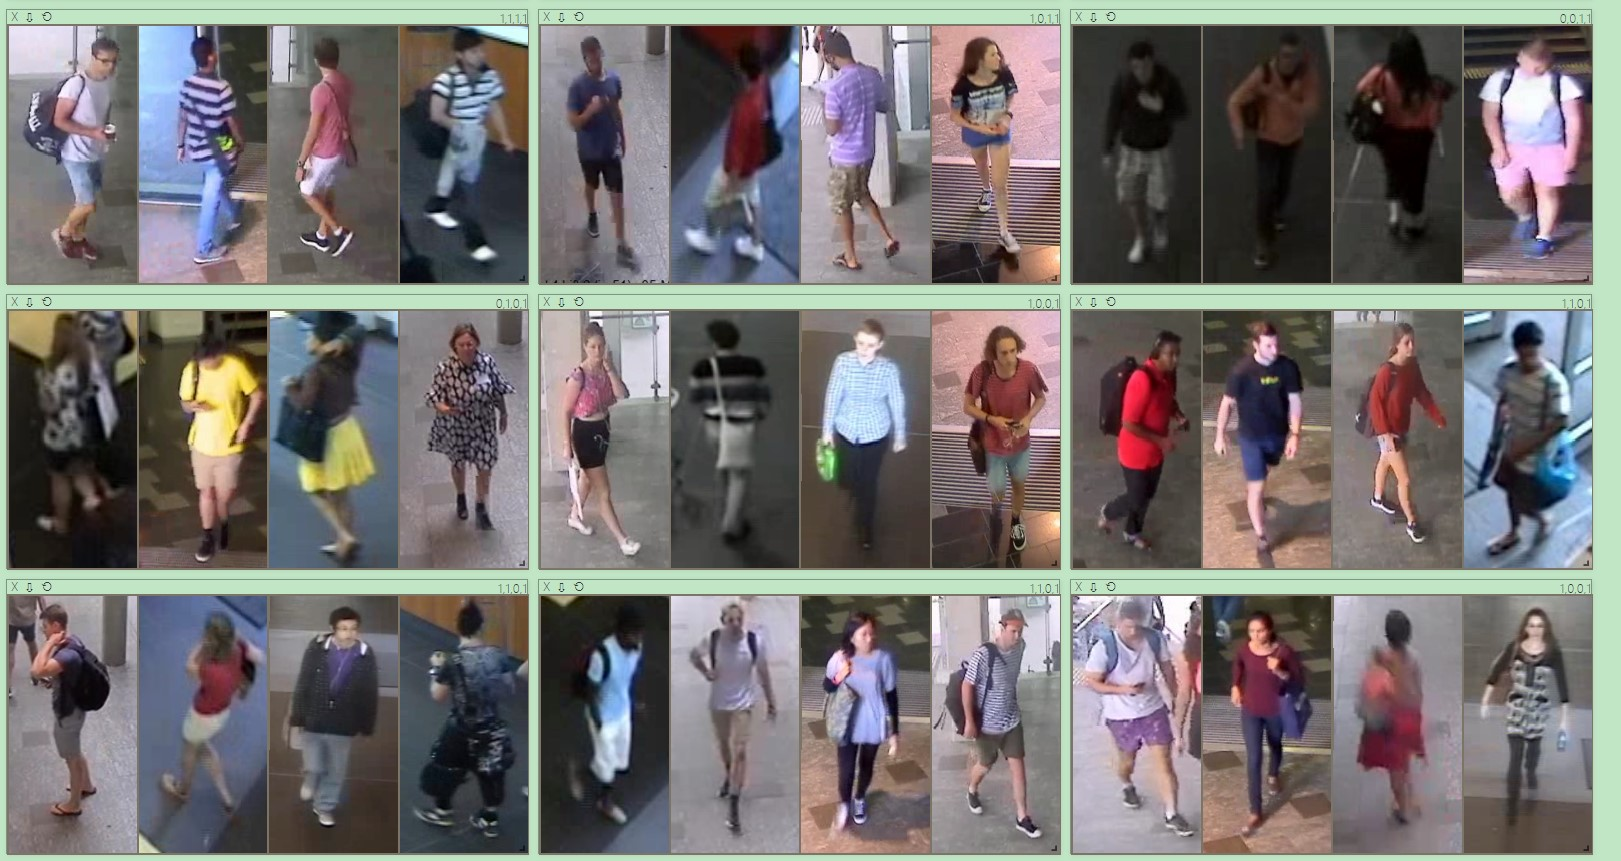 X 1,1,1,1
X 1,0,1,1
X 0,0,1,1
X 0,1,0,1
X 1,0,0,1
X 1,1,0,1
X 1,1,0,1
X 1,1,0,1
X 1,0,0,1